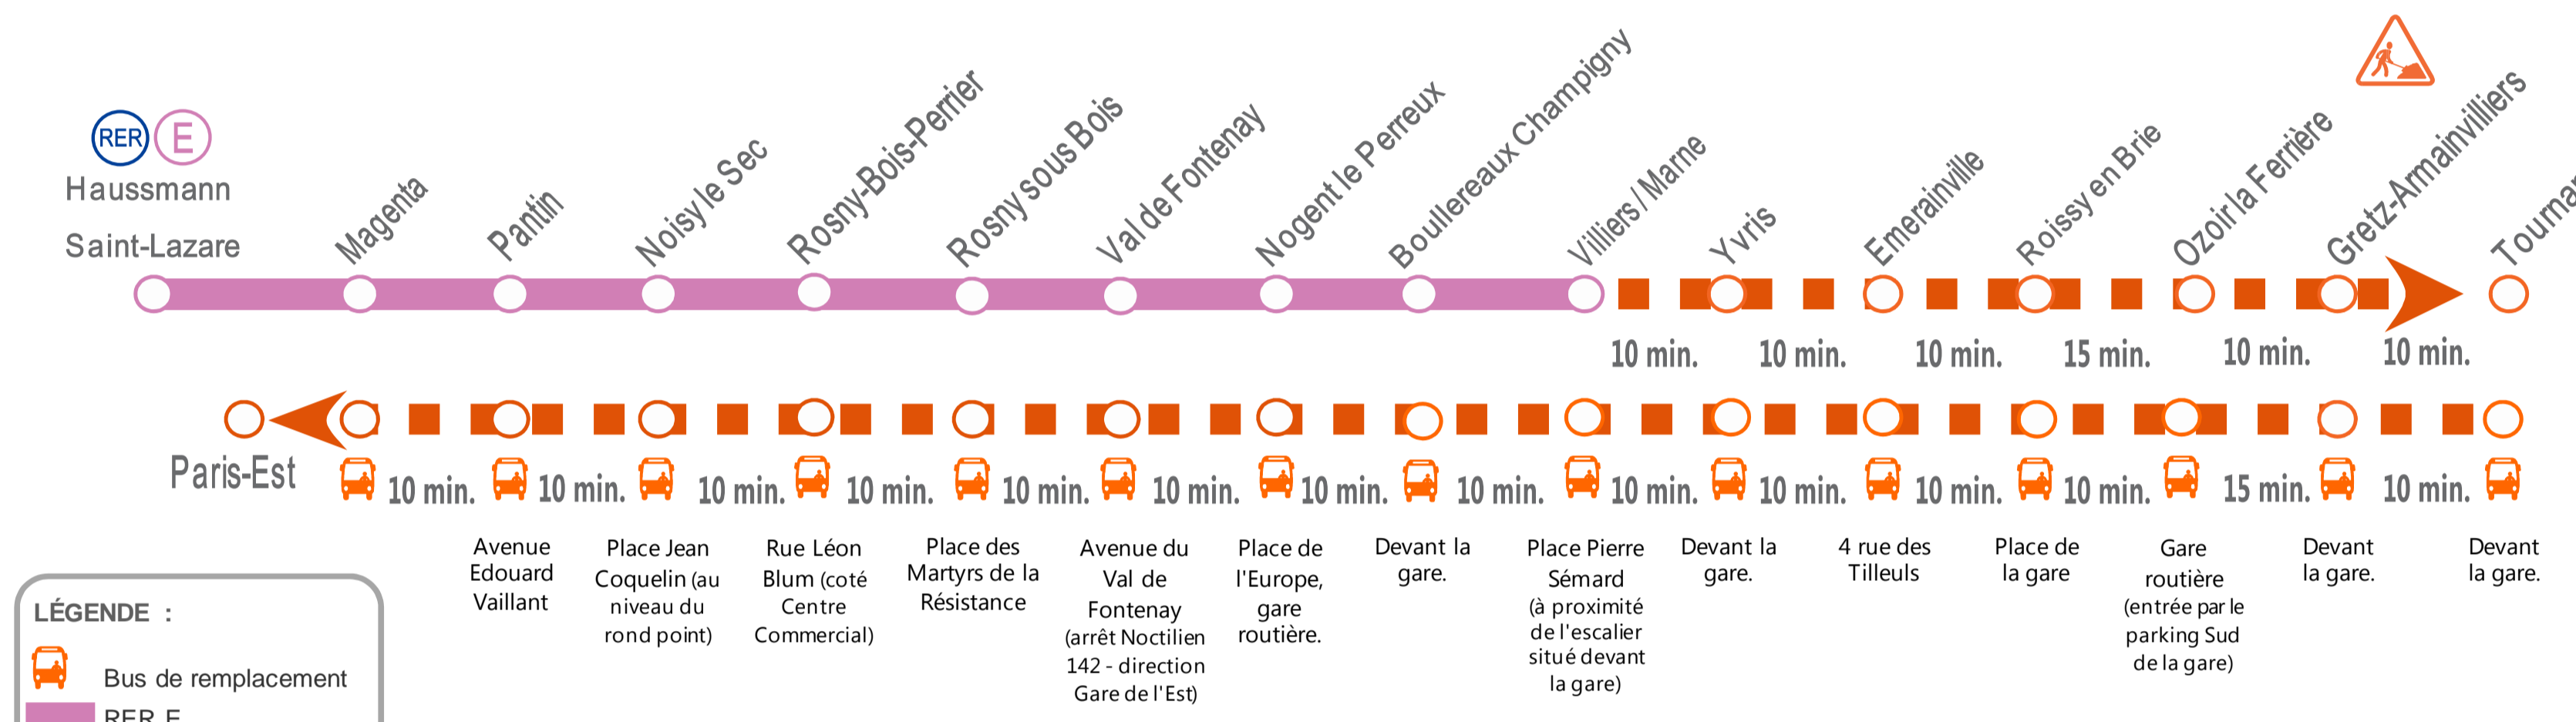 RER E
Haussmann
Saint-Lazare
Magenta
Pantin
Noisy le Sec
Rosny-Bois-Perrier
Rosny sous Bois
Val de Fontenay
Nogent le Perreux
Boullereaux Champigny
Villiers / Marne
Yvris
Emerainville
Roissy en Brie
Ozoir la Ferrière
Gretz-Armainvilliers
10 min. 10 min. 10 min. 15 min. 10 min. 10 min.
Paris-Est
10 min. 10 min. 10 min. 10 min. 10 min. 10 min. 10 min. 10 min. 10 min. 10 min. 10 min. 10 min. 15 min. 10 min.
Avenue
Edouard
Vaillant
Place Jean
Coquelin (au
niveau du
rond point)
Rue Léon
Blum (coté
Centre
Commercial)
Place des
Martyrs de la
Résistance
Avenue du
Val de
Fontenay
(arrêt Noctilien
142 - direction
Gare de l'Est)
Place de
l'Europe,
gare
routière.
Devant la
gare.
Place Pierre
Sémard
(à proximité
de l'escalier
situé devant
la gare)
Devant la
gare.
4 rue des
Tilleuls
Place de
la gare
Gare
routière
(entrée par le
parking Sud
de la gare)
Devant
la gare.
Devant
la gare.
LÉGENDE :
Bus de remplacement
RER E